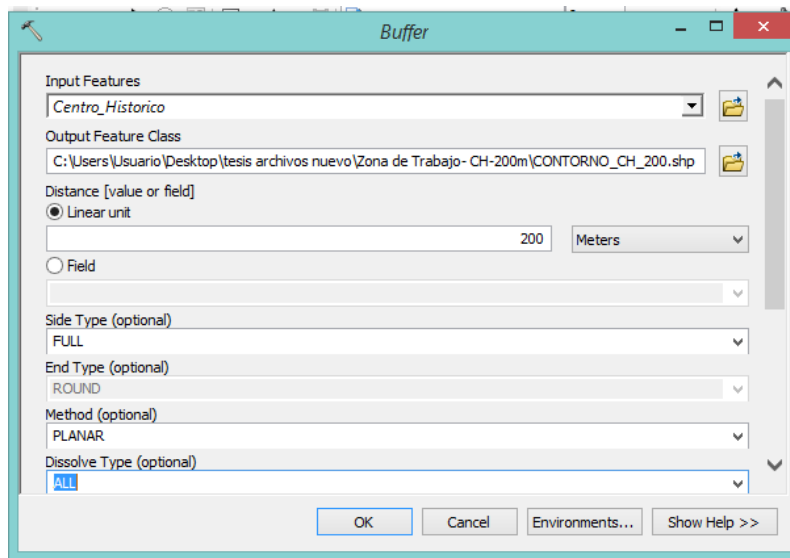 Buffer
Input Features
Centro_Historico
Output Feature Class
C:\Users\Usuario\Desktop\tesis archivos nuevo\Zona de Trabajo- CH-200m\CONTORNO_CH_200.shp
Distance [value or field]
Linear unit
200 Meters
Field
Side Type (optional)
FULL
End Type (optional)
ROUND
Method (optional)
PLANAR
Dissolve Type (optional)
ALL
OK Cancel Environments... Show Help >>